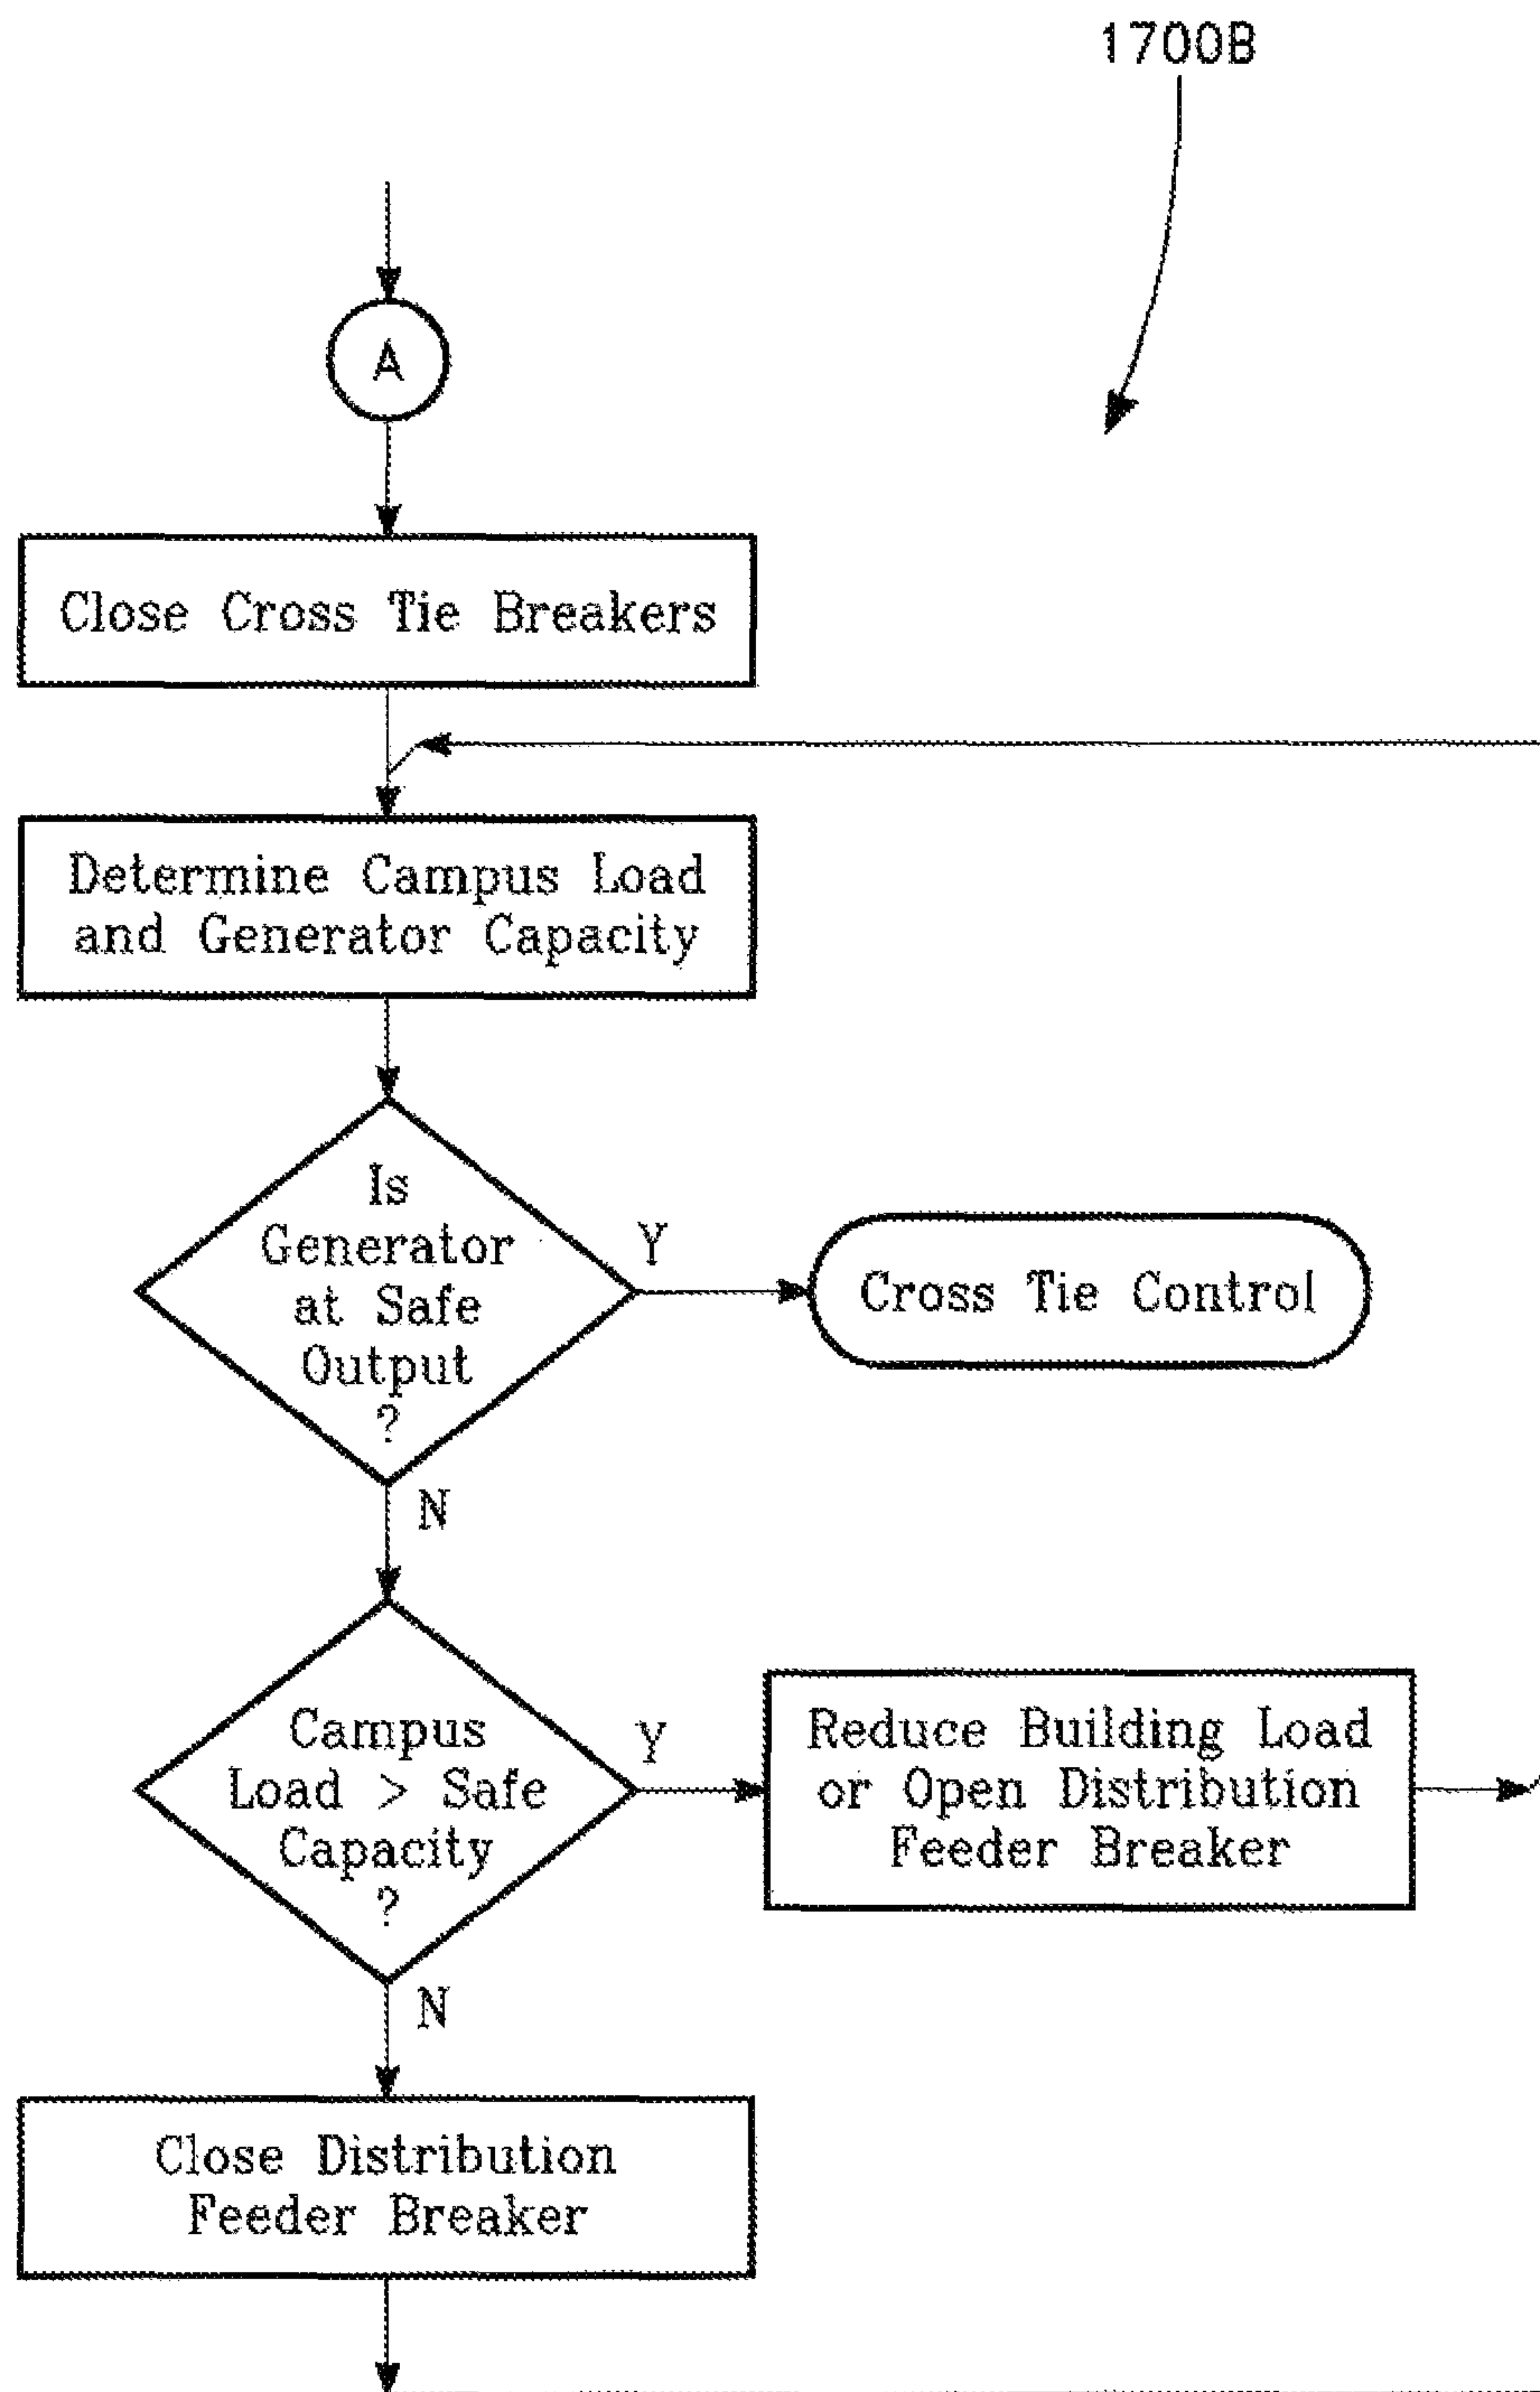 1700B
A
Close Cross Tie Breakers
Determine Campus Load
and Generator Capacity
Is
Generator
at Safe
Output
?
Y
Cross Tie Control
N
Campus
Load > Safe
Capacity
?
Y
Reduce Building Load
or Open Distribution
Feeder Breaker
N
Close Distribution
Feeder Breaker